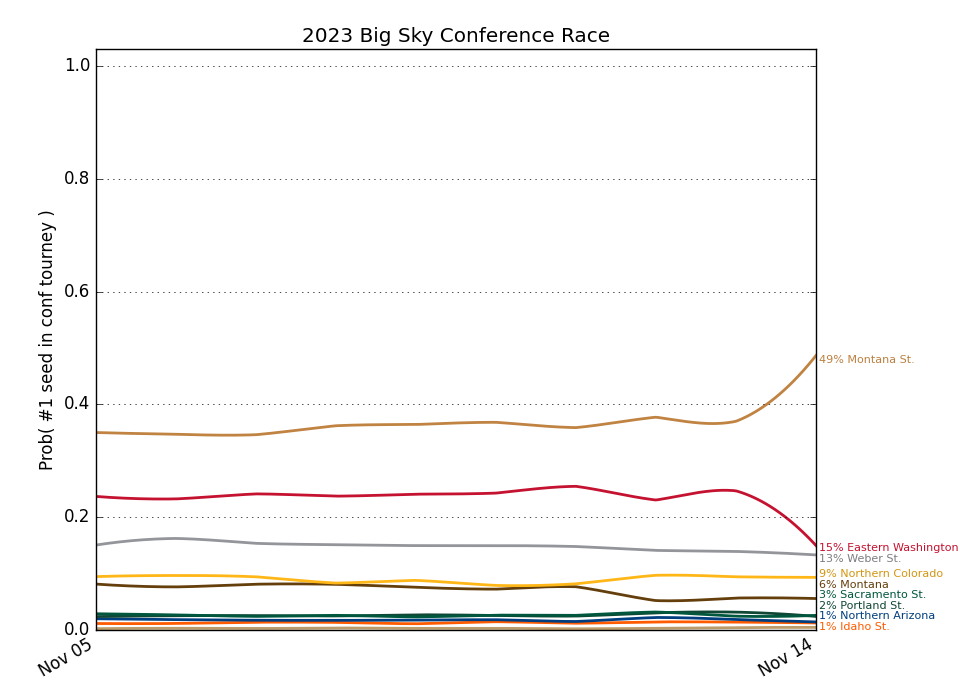 2023 Big Sky Conference Race
Prob( #1 seed in conf tourney )
1.0
0.8
0.6
0.4
0.2
0.0
Nov 05
Nov 14
49% Montana St.
15% Eastern Washington
13% Weber St.
9% Northern Colorado
6% Montana
3% Sacramento St.
2% Portland St.
1% Northern Arizona
1% Idaho St.